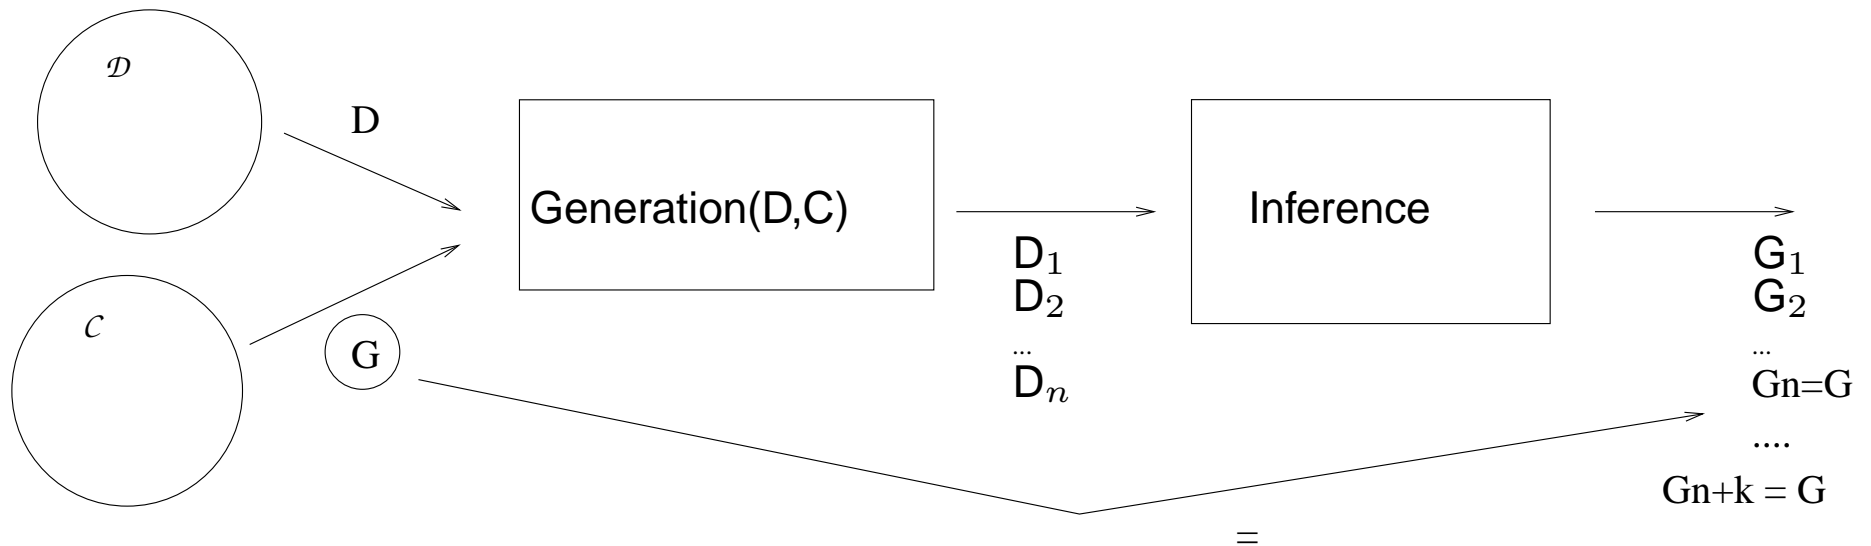 𝒟
D
Generation(D,C)
Inference
D₁
D₂
...
Dₙ
G₁
G₂
...
Gn=G
....
Gn+k = G
𝒞
G
=